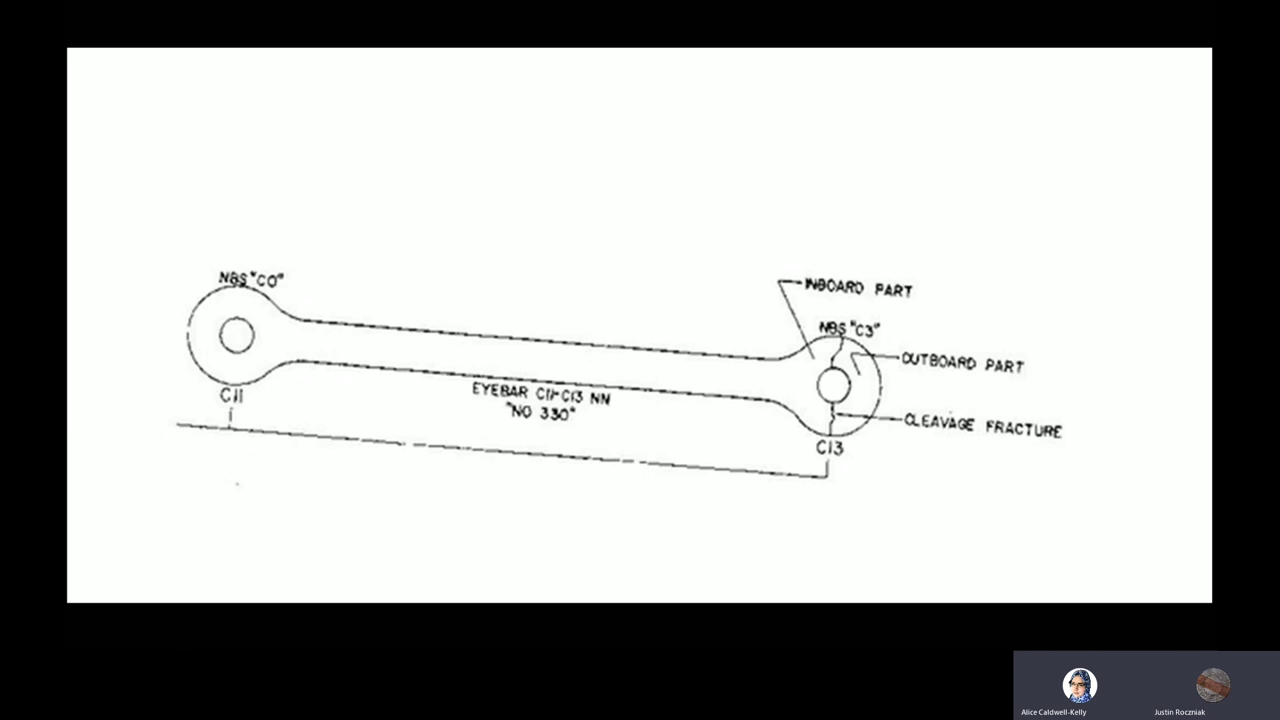 NBS "CO"
INBOARD PART
NBS "C3"
OUTBOARD PART
EYEBAR C11-C13 NN
"NO 330"
C11
CLEAVAGE FRACTURE
C13
Alice Caldwell-Kelly
Justin Roczniak